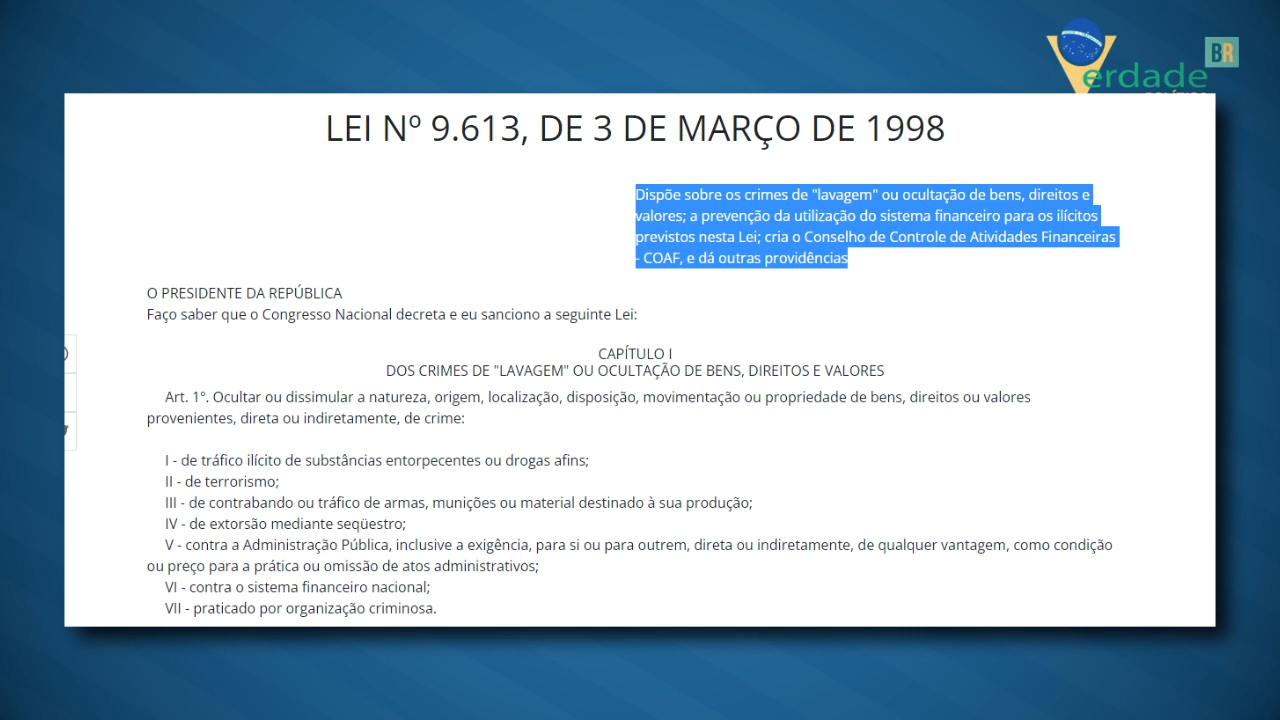 erdade
BR
LEI Nº 9.613, DE 3 DE MARÇO DE 1998
Dispõe sobre os crimes de "lavagem" ou ocultação de bens, direitos e
valores; a prevenção da utilização do sistema financeiro para os ilícitos
previstos nesta Lei; cria o Conselho de Controle de Atividades Financeiras
- COAF, e dá outras providências
O PRESIDENTE DA REPÚBLICA
Faço saber que o Congresso Nacional decreta e eu sanciono a seguinte Lei:
CAPÍTULO I
DOS CRIMES DE "LAVAGEM" OU OCULTAÇÃO DE BENS, DIREITOS E VALORES
Art. 1º. Ocultar ou dissimular a natureza, origem, localização, disposição, movimentação ou propriedade de bens, direitos ou valores
provenientes, direta ou indiretamente, de crime:
I - de tráfico ilícito de substâncias entorpecentes ou drogas afins;
II - de terrorismo;
III - de contrabando ou tráfico de armas, munições ou material destinado à sua produção;
IV - de extorsão mediante seqüestro;
V - contra a Administração Pública, inclusive a exigência, para si ou para outrem, direta ou indiretamente, de qualquer vantagem, como condição
ou preço para a prática ou omissão de atos administrativos;
VI - contra o sistema financeiro nacional;
VII - praticado por organização criminosa.